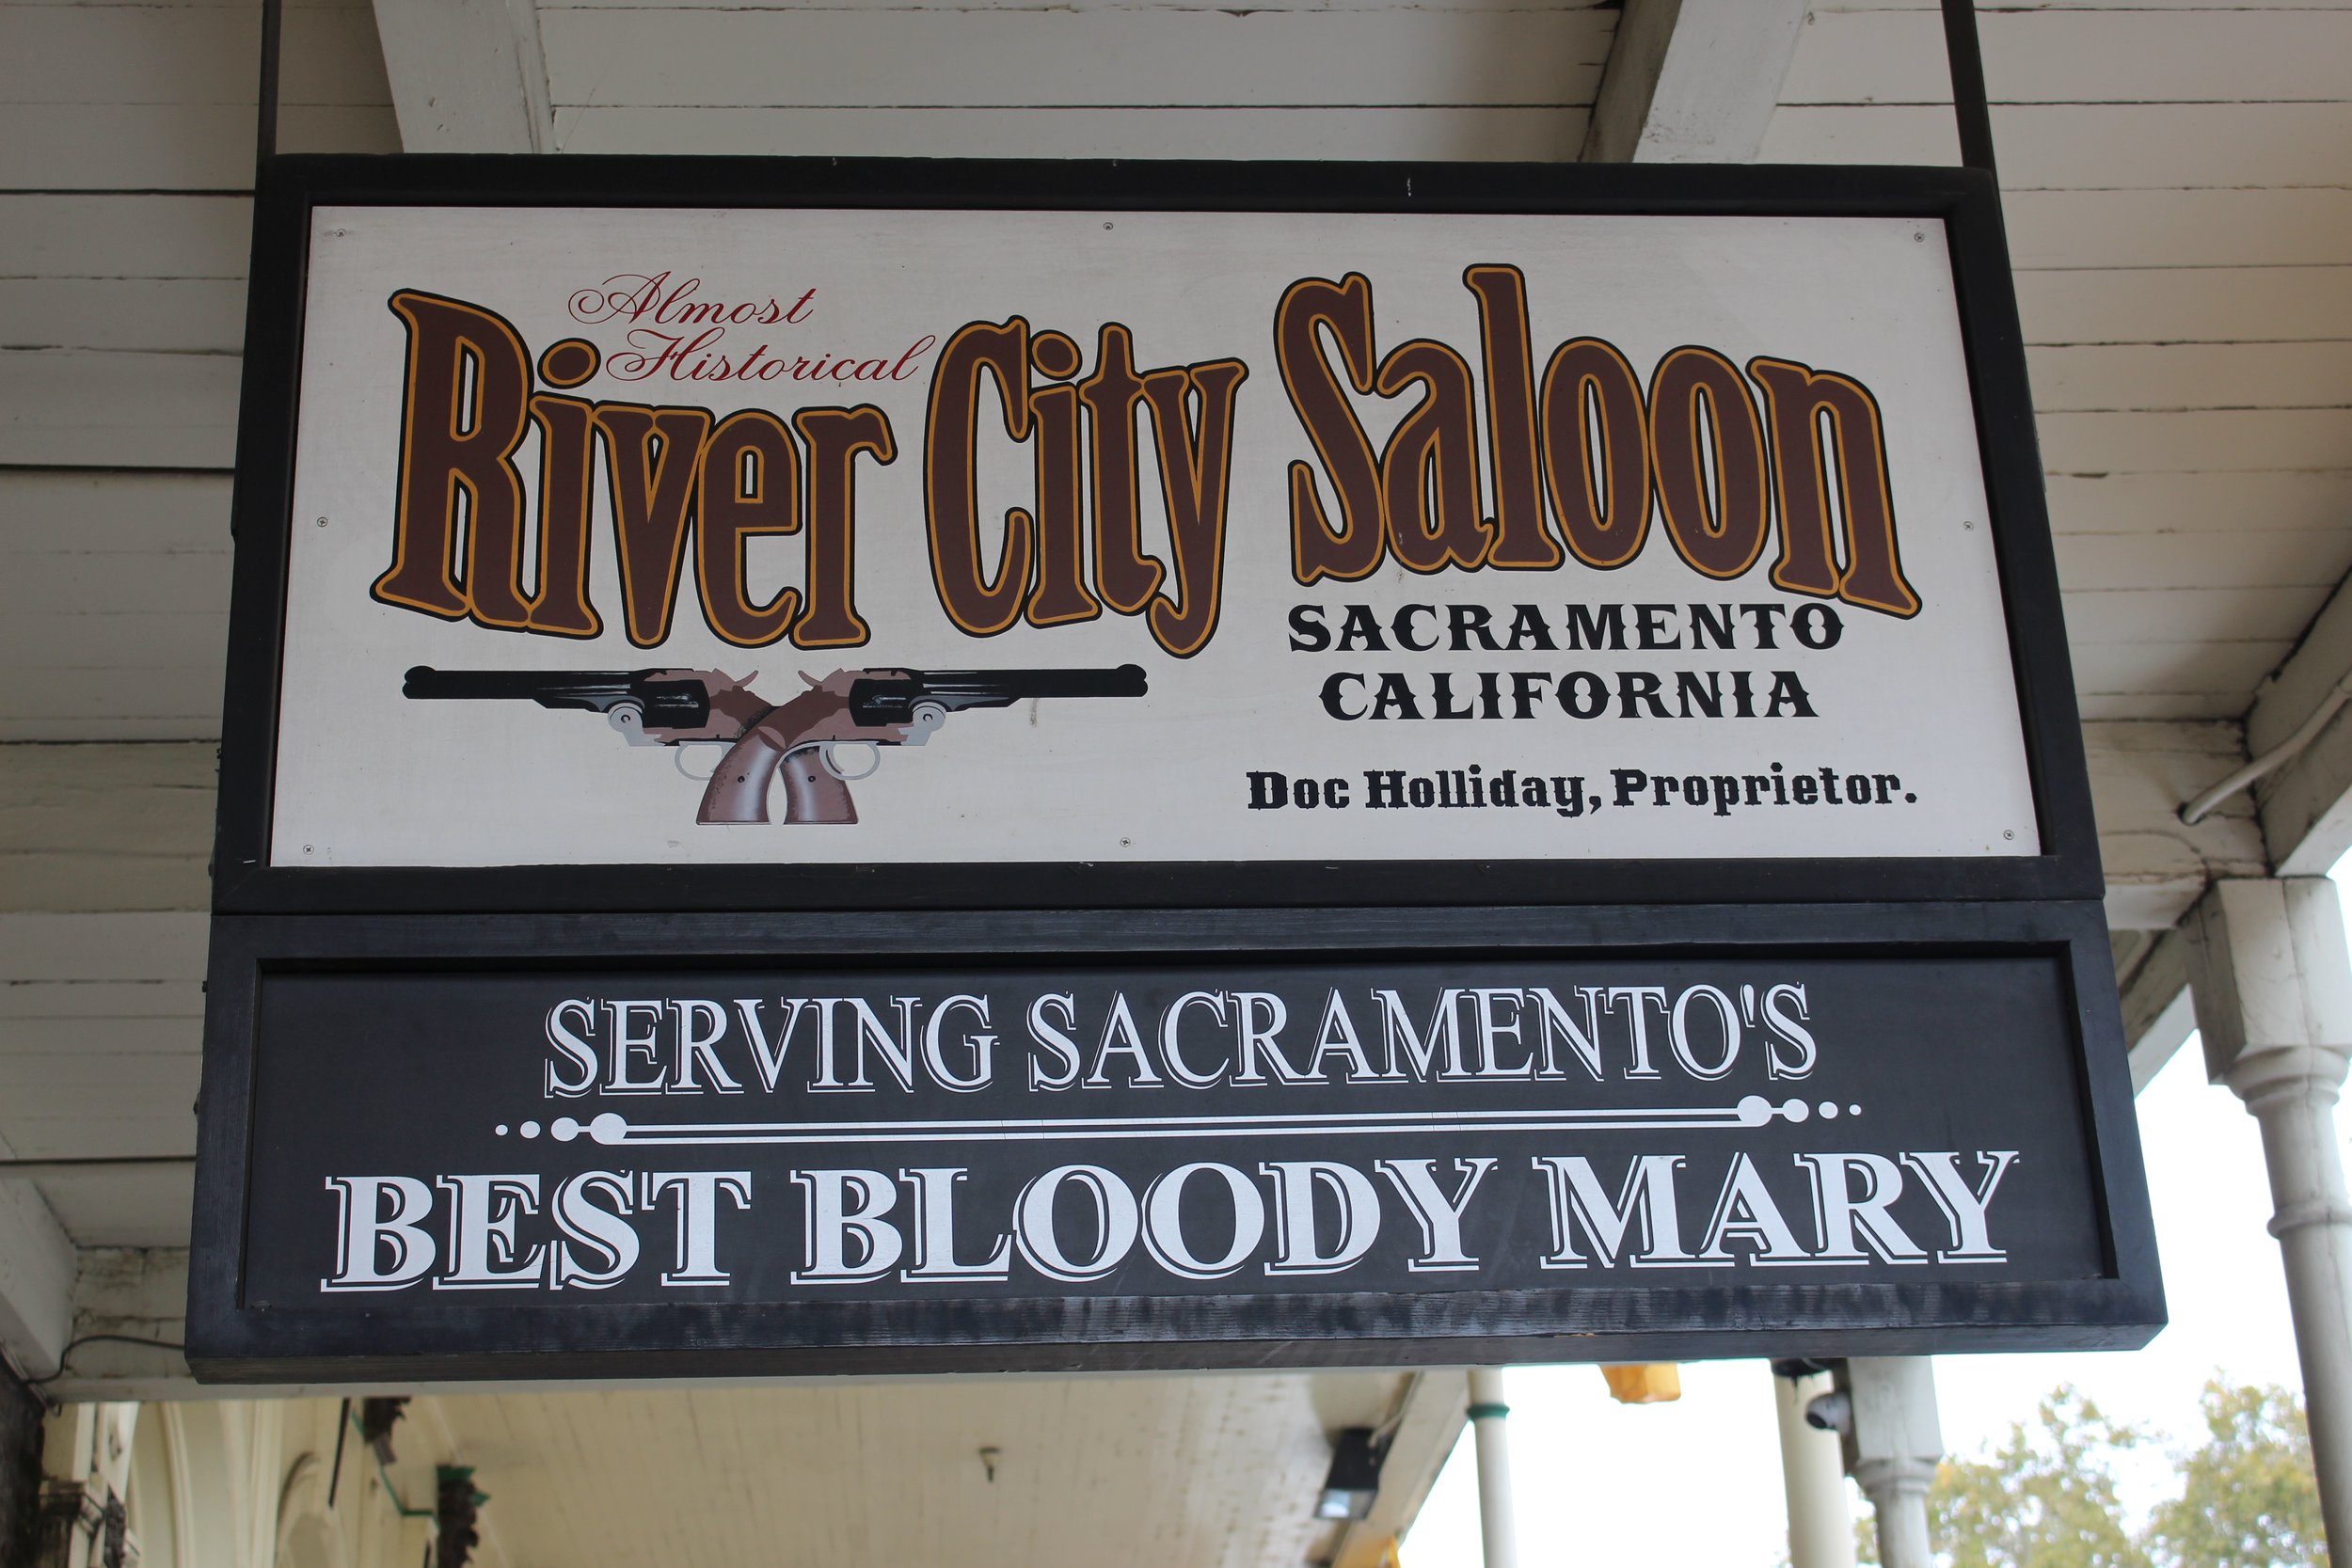 Almost
Historical
River City Saloon
SACRAMENTO
CALIFORNIA
Doc Holliday, Proprietor.
SERVING SACRAMENTO'S
BEST BLOODY MARY